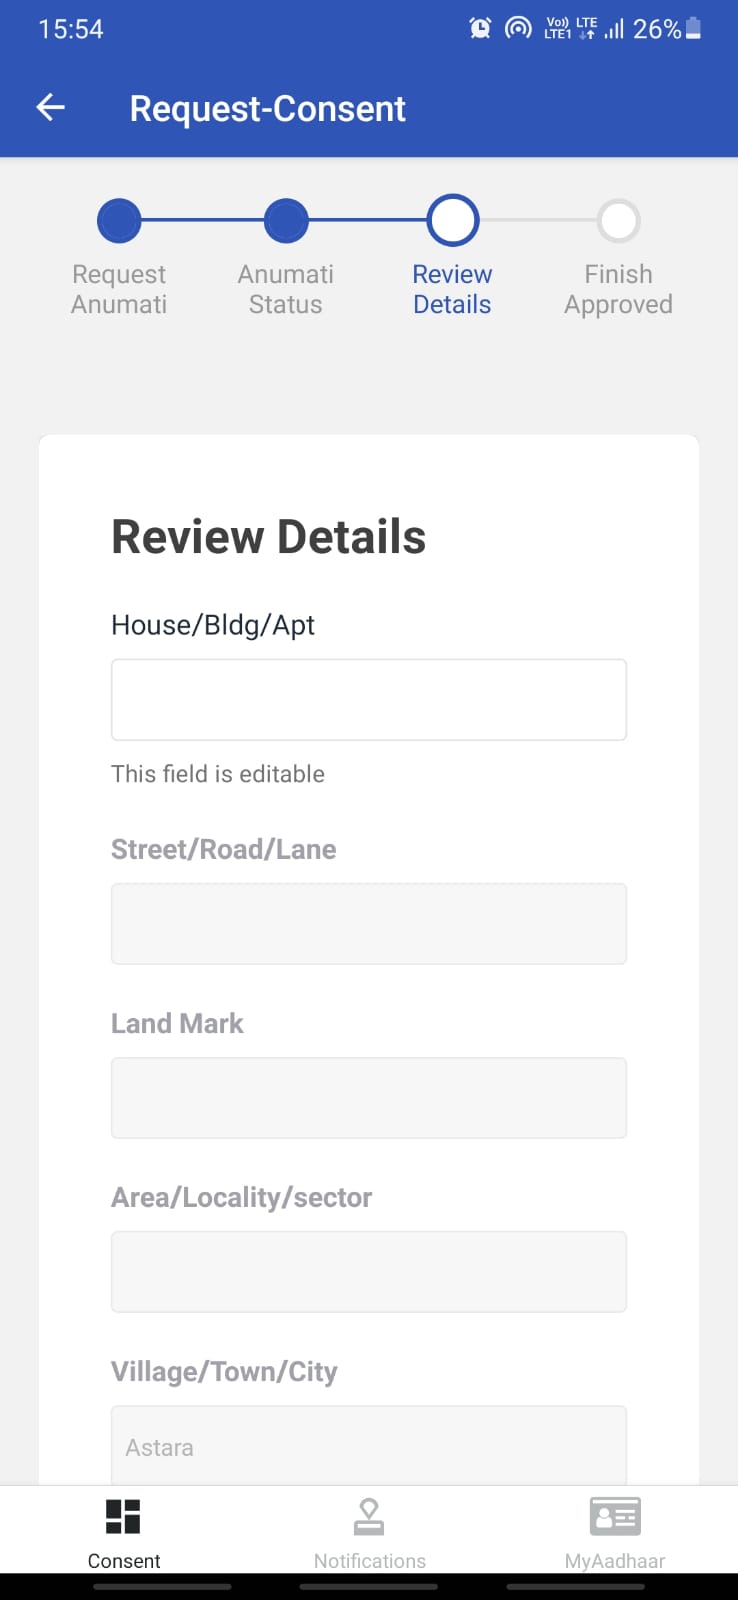 15:54
Vo)) LTE
LTE1
26%
Request-Consent
Request
Anumati
Anumati
Status
Review
Details
Finish
Approved
Review Details
House/Bldg/Apt
This field is editable
Street/Road/Lane
Land Mark
Area/Locality/sector
Village/Town/City
Astara
Consent
Notifications
MyAadhaar